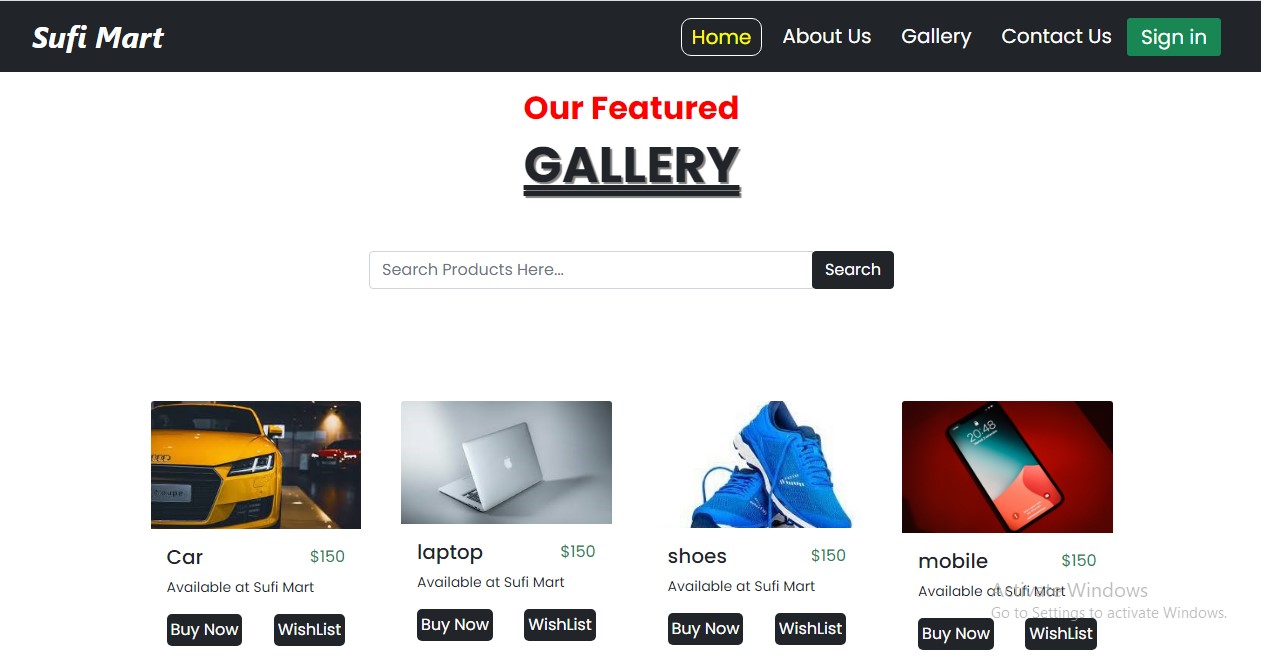 Sufi Mart
Home About Us Gallery Contact Us Sign in
Our Featured
GALLERY
Search Products Here... Search
20:48
Car $150
Available at Sufi Mart
Buy Now WishList
laptop $150
Available at Sufi Mart
Buy Now WishList
shoes $150
Available at Sufi Mart
Buy Now WishList
mobile $150
Available at Sufi Mart
Buy Now WishList
Activate Windows
Go to Settings to activate Windows.